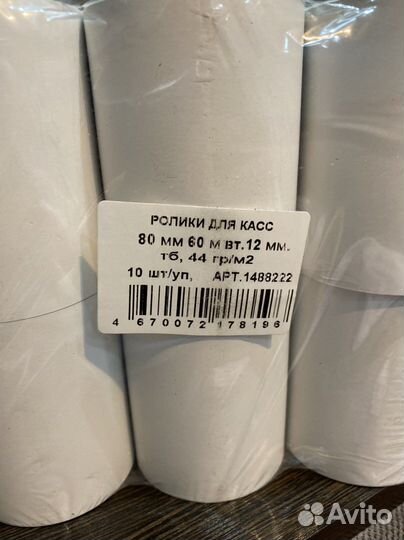 РОЛИКИ ДЛЯ КАСС
80 мм 60 м вт.12 мм.
тб, 44 гр/м2
10 шт/уп, АРТ.1488222
4 670072 178196
Avito